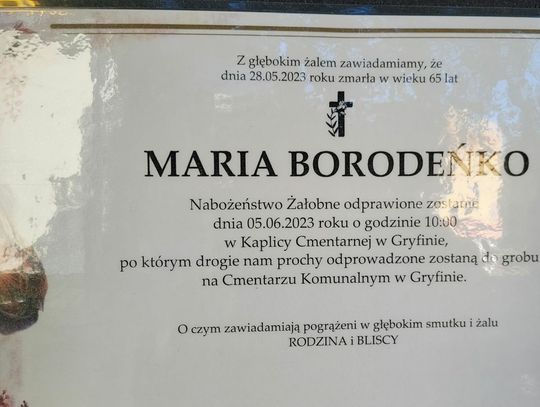 Z głębokim żalem zawiadamiamy, że
dnia 28.05.2023 roku zmarła w wieku 65 lat
MARIA BORODEŃKO
Nabożeństwo Żałobne odprawione zostanie
dnia 05.06.2023 roku o godzinie 10:00
w Kaplicy Cmentarnej w Gryfinie,
po którym drogie nam prochy odprowadzone zostaną do grobu
na Cmentarzu Komunalnym w Gryfinie.
O czym zawiadamiają pogrążeni w głębokim smutku i żalu
RODZINA i BLISCY